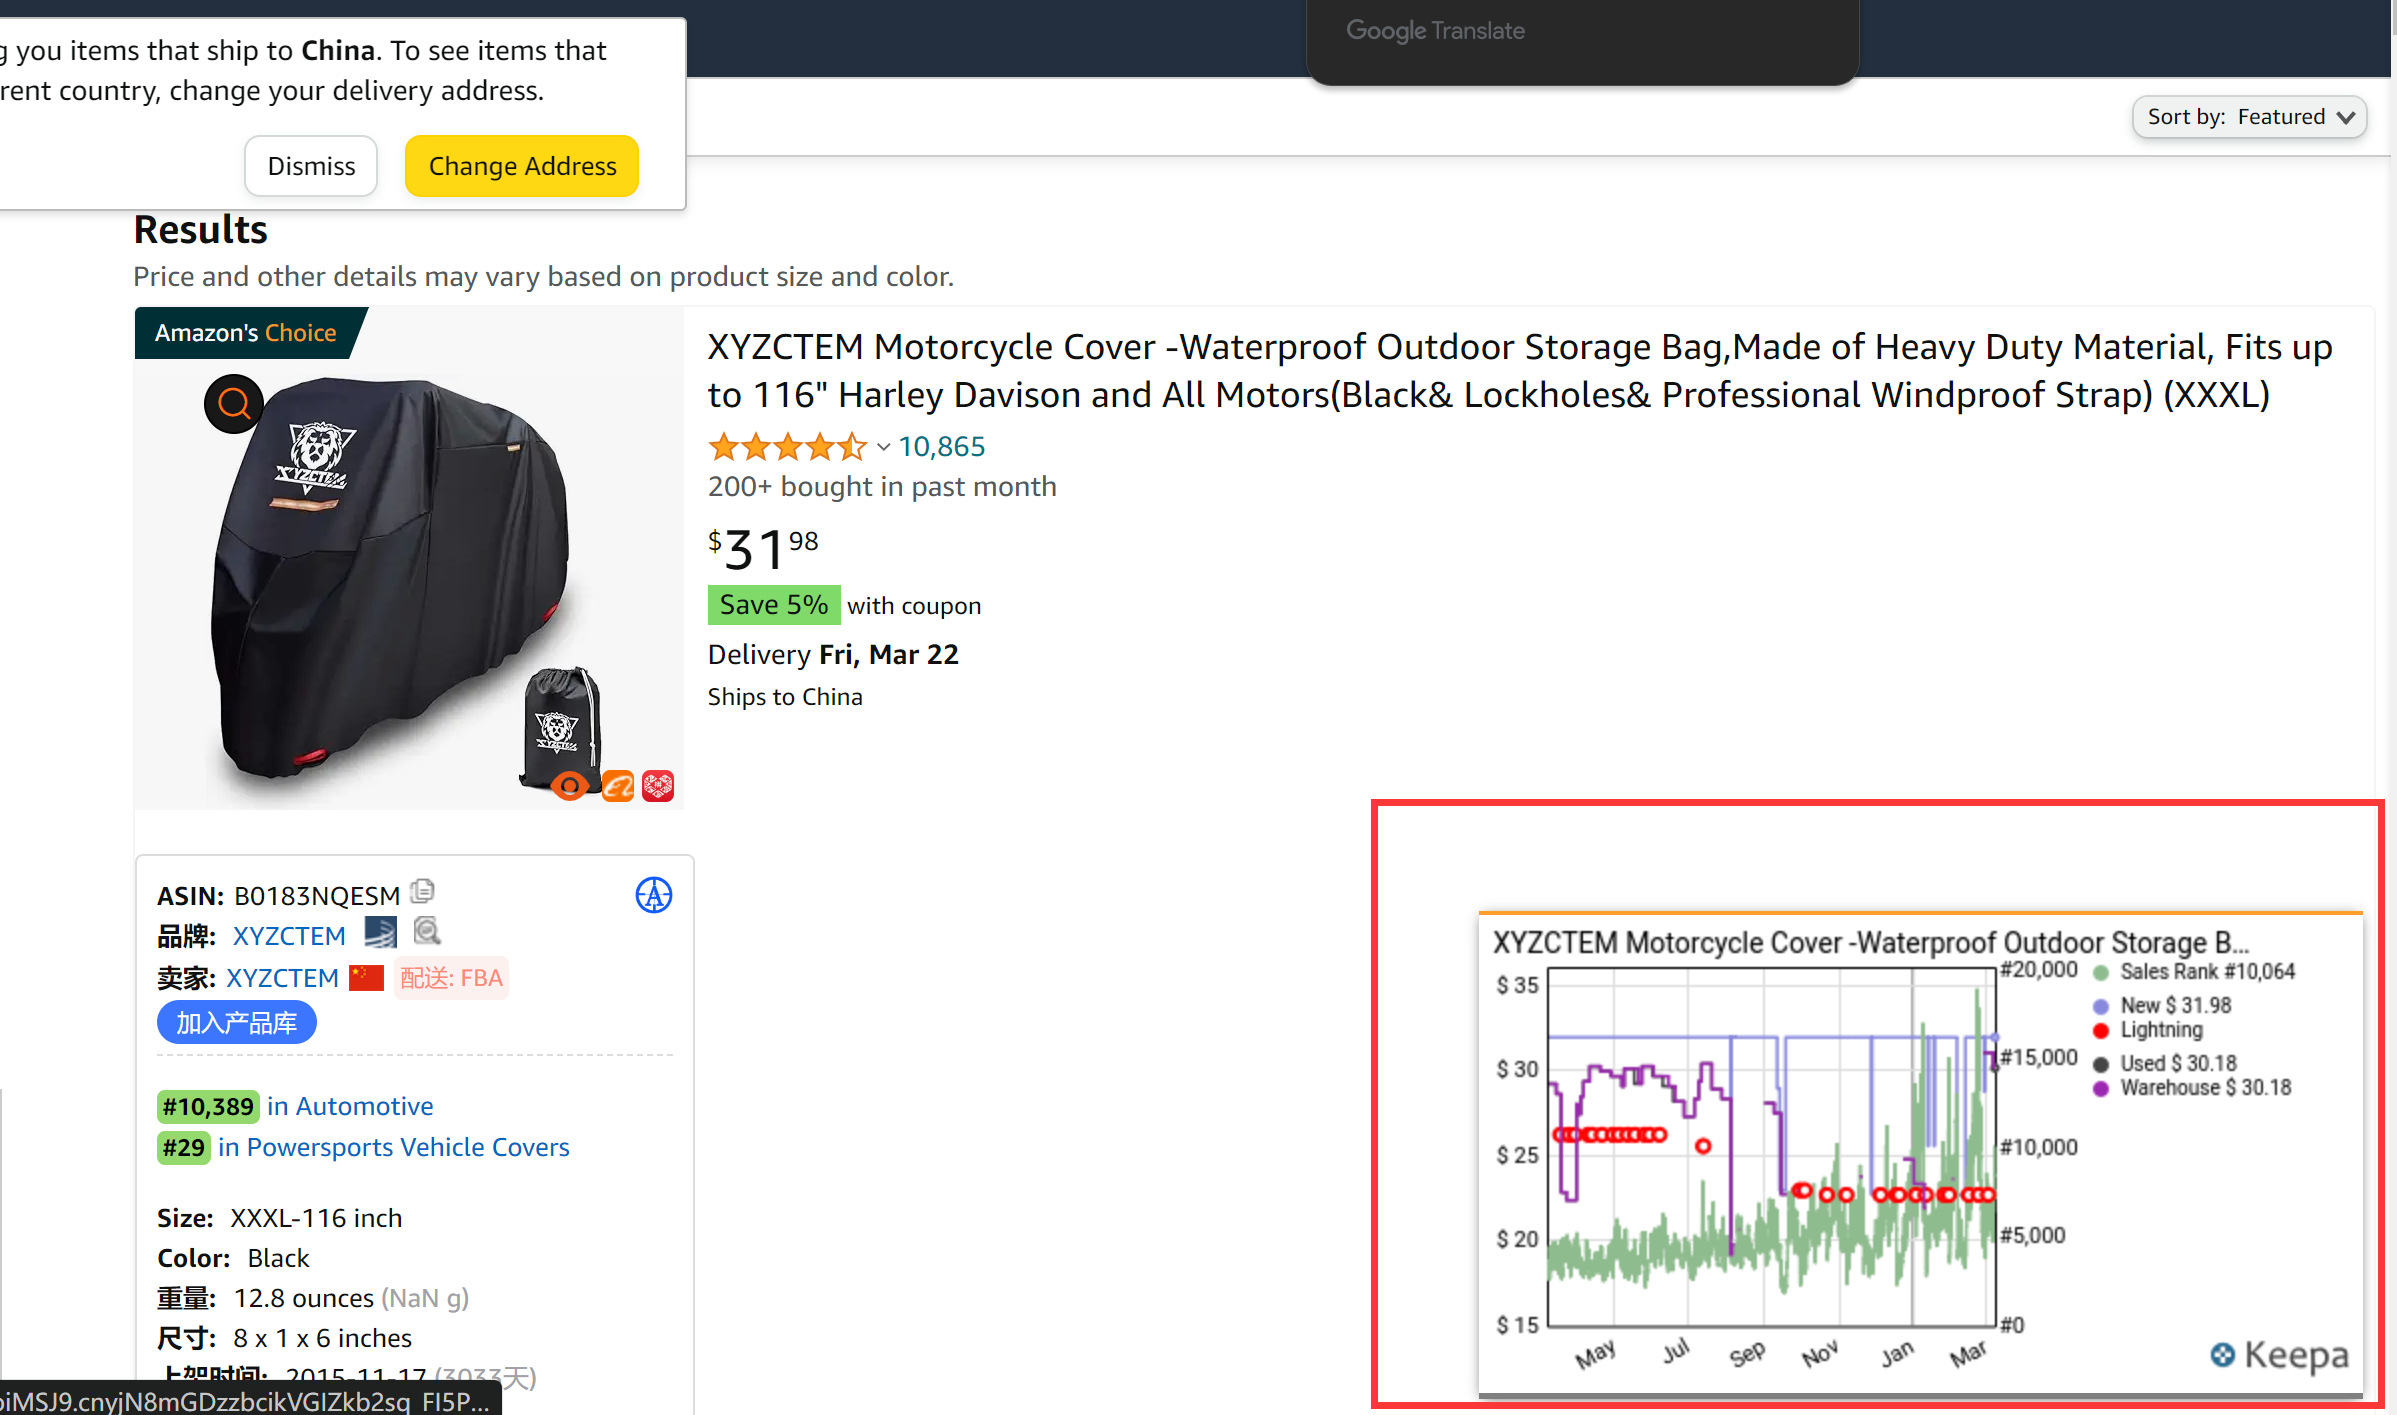 g you items that ship to China. To see items that
rent country, change your delivery address.
Dismiss
Change Address
Google Translate
Sort by: Featured
Results
Price and other details may vary based on product size and color.
Amazon's Choice
XYZCTEM
XYZCTEM
XYZCTEM Motorcycle Cover -Waterproof Outdoor Storage Bag,Made of Heavy Duty Material, Fits up
to 116" Harley Davison and All Motors(Black& Lockholes& Professional Windproof Strap) (XXXL)
10,865
200+ bought in past month
$31 98
Save 5% with coupon
Delivery Fri, Mar 22
Ships to China
ASIN: B0183NQESM
品牌: XYZCTEM
卖家: XYZCTEM 配送: FBA
加入产品库
#10,389 in Automotive
#29 in Powersports Vehicle Covers
Size: XXXL-116 inch
Color: Black
重量: 12.8 ounces (NaN g)
尺寸: 8 x 1 x 6 inches
上架时间: 2015-11-17 (3033天)
oiMSJ9.cnyjN8mGDzzbcikVGIZkb2sq_FI5P...
XYZCTEM Motorcycle Cover -Waterproof Outdoor Storage B...
$ 35
$ 30
$ 25
$ 20
$ 15
#20,000
#15,000
#10,000
#5,000
#0
May
Jul
Sep
Nov
Jan
Mar
Sales Rank #10,064
New $ 31.98
Lightning
Used $ 30.18
Warehouse $ 30.18
Keepa